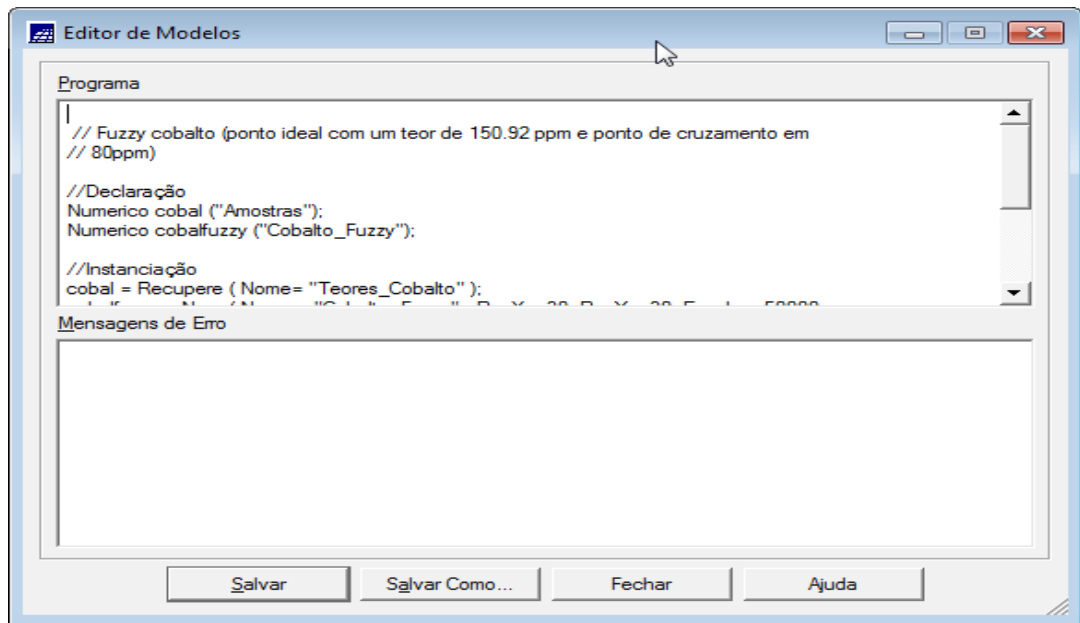 Editor de Modelos
Programa
// Fuzzy cobalto (ponto ideal com um teor de 150.92 ppm e ponto de cruzamento em
// 80ppm)
//Declaração
Numerico cobal ("Amostras");
Numerico cobalfuzzy ("Cobalto_Fuzzy");
//Instanciação
cobal = Recupere ( Nome= "Teores_Cobalto" );
Mensagens de Erro
Salvar
Salvar Como...
Fechar
Ajuda